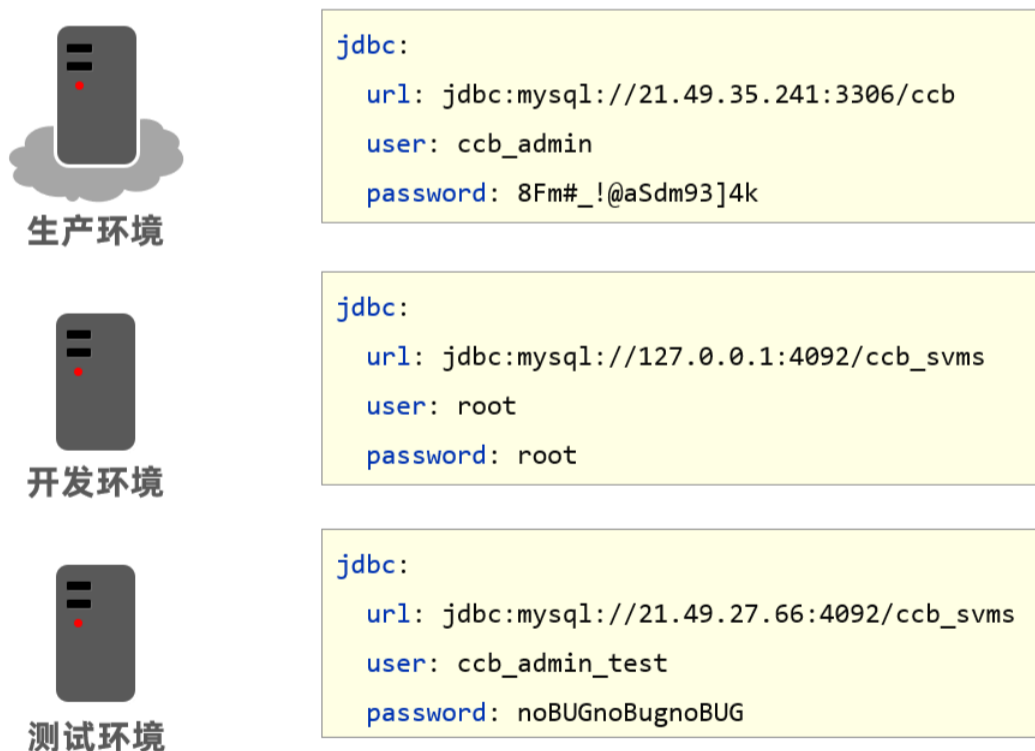 生产环境
jdbc:
  url: jdbc:mysql://21.49.35.241:3306/ccb
  user: ccb_admin
  password: 8Fm#_!@aSdm93]4k
开发环境
jdbc:
  url: jdbc:mysql://127.0.0.1:4092/ccb_svms
  user: root
  password: root
测试环境
jdbc:
  url: jdbc:mysql://21.49.27.66:4092/ccb_svms
  user: ccb_admin_test
  password: noBUGnoBugnoBUG